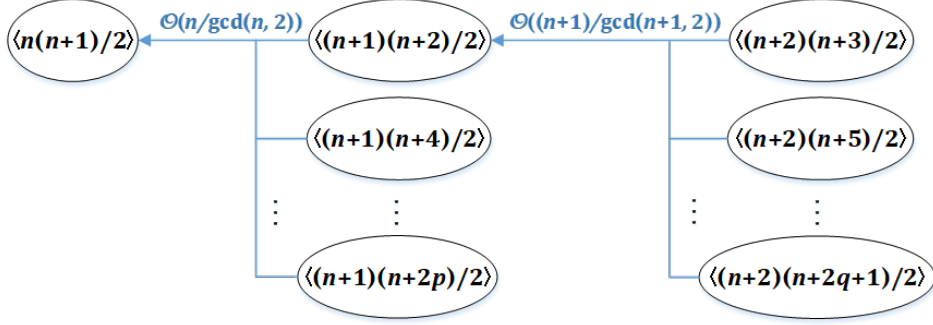 𝒪(n/gcd(n, 2)) 𝒪((n+1)/gcd(n+1, 2))
⟨n(n+1)/2⟩ ⟨(n+1)(n+2)/2⟩ ⟨(n+2)(n+3)/2⟩
⟨(n+1)(n+4)/2⟩ ⟨(n+2)(n+5)/2⟩
⋮ ⋮ ⋮ ⋮
⟨(n+1)(n+2p)/2⟩ ⟨(n+2)(n+2q+1)/2⟩